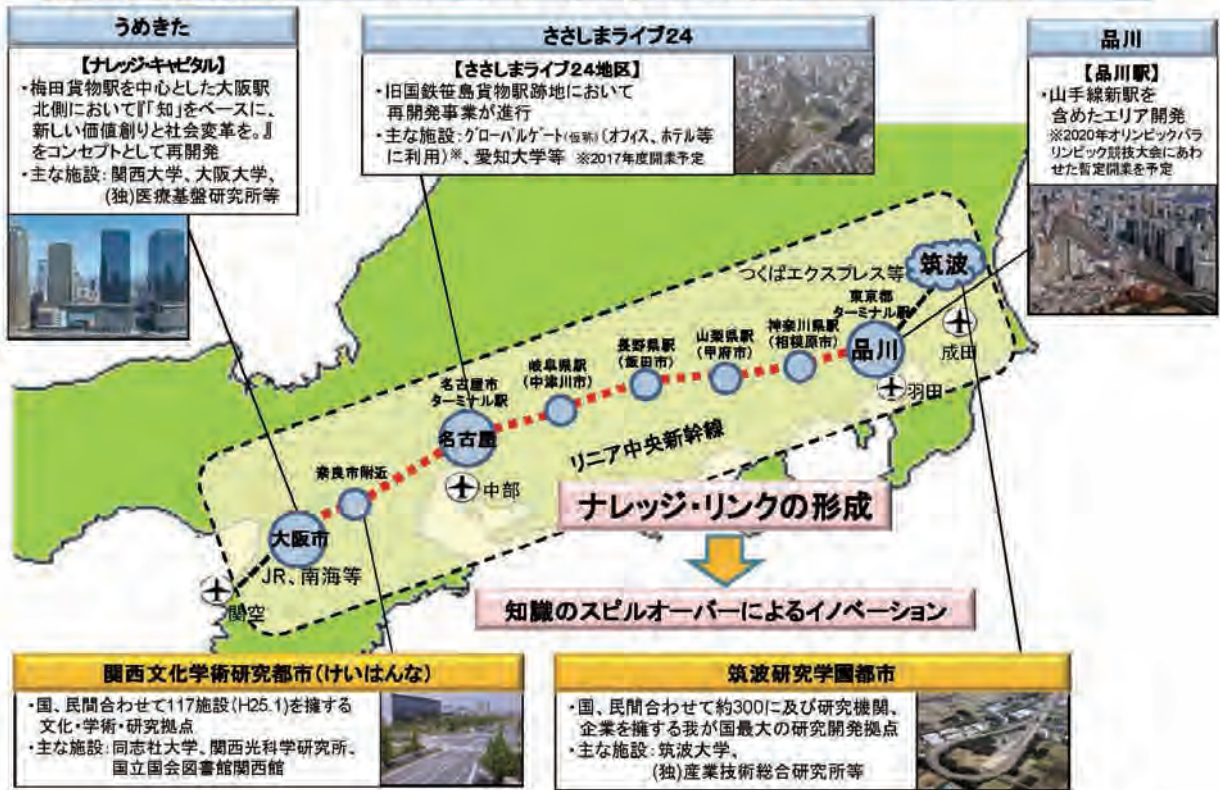 うめきた
【ナレッジ・キャピタル】
・梅田貨物駅を中心とした大阪駅
北側において『「知」をベースに、
新しい価値創りと社会変革を。』
をコンセプトとして再開発
・主な施設：関西大学、大阪大学、
(独)医療基盤研究所等
ささしまライブ24
【ささしまライブ24地区】
・旧国鉄笹島貨物駅跡地において
再開発事業が進行
・主な施設：グローバルゲート(仮称)(オフィス、ホテル等
に利用)※、愛知大学等 ※2017年度開業予定
品川
【品川駅】
・山手線新駅を
含めたエリア開発
※2020年オリンピックパラ
リンピック競技大会にあわ
せた暫定開業を予定
つくばエクスプレス等
筑波
東京都
ターミナル駅
品川
成田
羽田
神奈川県駅
(相模原市)
山梨県駅
(甲府市)
長野県駅
(飯田市)
岐阜県駅
(中津川市)
名古屋市
ターミナル駅
名古屋
中部
リニア中央新幹線
奈良市附近
大阪市
JR、南海等
関空
ナレッジ・リンクの形成
知識のスピルオーバーによるイノベーション
関西文化学術研究都市(けいはんな)
・国、民間合わせて117施設(H25.1)を擁する
文化・学術・研究拠点
・主な施設：同志社大学、関西光科学研究所、
国立国会図書館関西館
筑波研究学園都市
・国、民間合わせて約300に及び研究機関、
企業を擁する我が国最大の研究開発拠点
・主な施設：筑波大学、
(独)産業技術総合研究所等